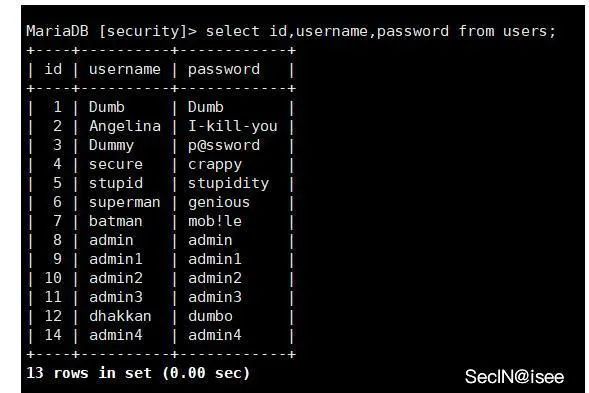 MariaDB [security]> select id,username,password from users;
+----+----------+------------+
| id | username | password   |
+----+----------+------------+
|  1 | Dumb     | Dumb       |
|  2 | Angelina | I-kill-you |
|  3 | Dummy    | p@ssword   |
|  4 | secure   | crappy     |
|  5 | stupid   | stupidity  |
|  6 | superman | genious    |
|  7 | batman   | mob!le     |
|  8 | admin    | admin      |
|  9 | admin1   | admin1     |
| 10 | admin2   | admin2     |
| 11 | admin3   | admin3     |
| 12 | dhakkan  | dumbo      |
| 14 | admin4   | admin4     |
+----+----------+------------+
13 rows in set (0.00 sec)
SecIN@isee